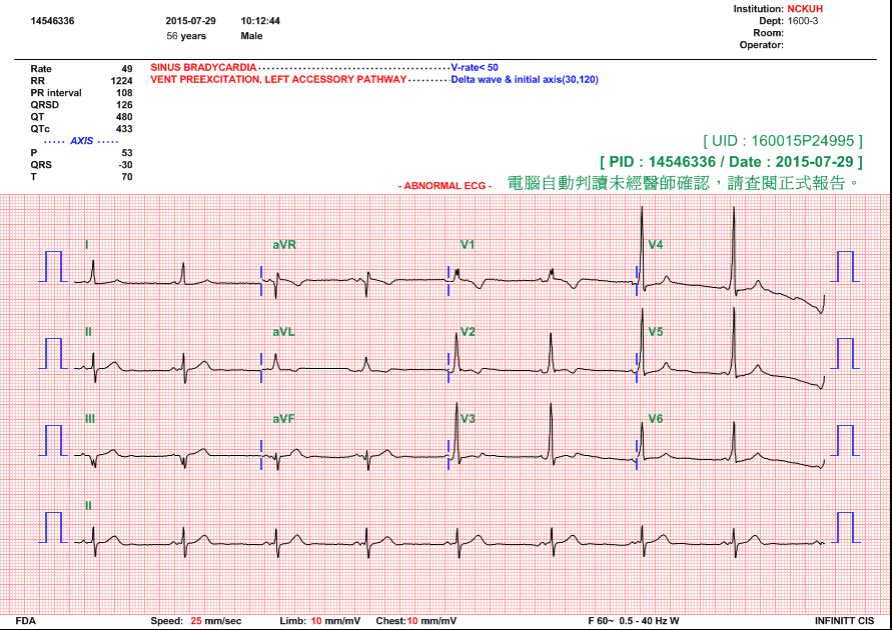 Institution: NCKUH
14546336 2015-07-29 10:12:44 Dept: 1600-3
56 years Male Room:
Operator:
Rate 49 SINUS BRADYCARDIA V-rate< 50
RR 1224 VENT PREEXCITATION, LEFT ACCESSORY PATHWAY Delta wave & initial axis(30,120)
PR interval 108
QRSD 126
QT 480
QTc 433
AXIS
P -53
QRS -30
T 70
[ UID : 160015P24995 ]
[ PID : 14546336 / Date : 2015-07-29 ]
- ABNORMAL ECG - 電腦自動判讀未經醫師確認，請查閱正式報告。
I aVR V1 V4
II aVL V2 V5
III aVF V3 V6
II
FDA Speed: 25 mm/sec Limb: 10 mm/mV Chest:10 mm/mV F 60~ 0.5 - 40 Hz W INFINITT CIS